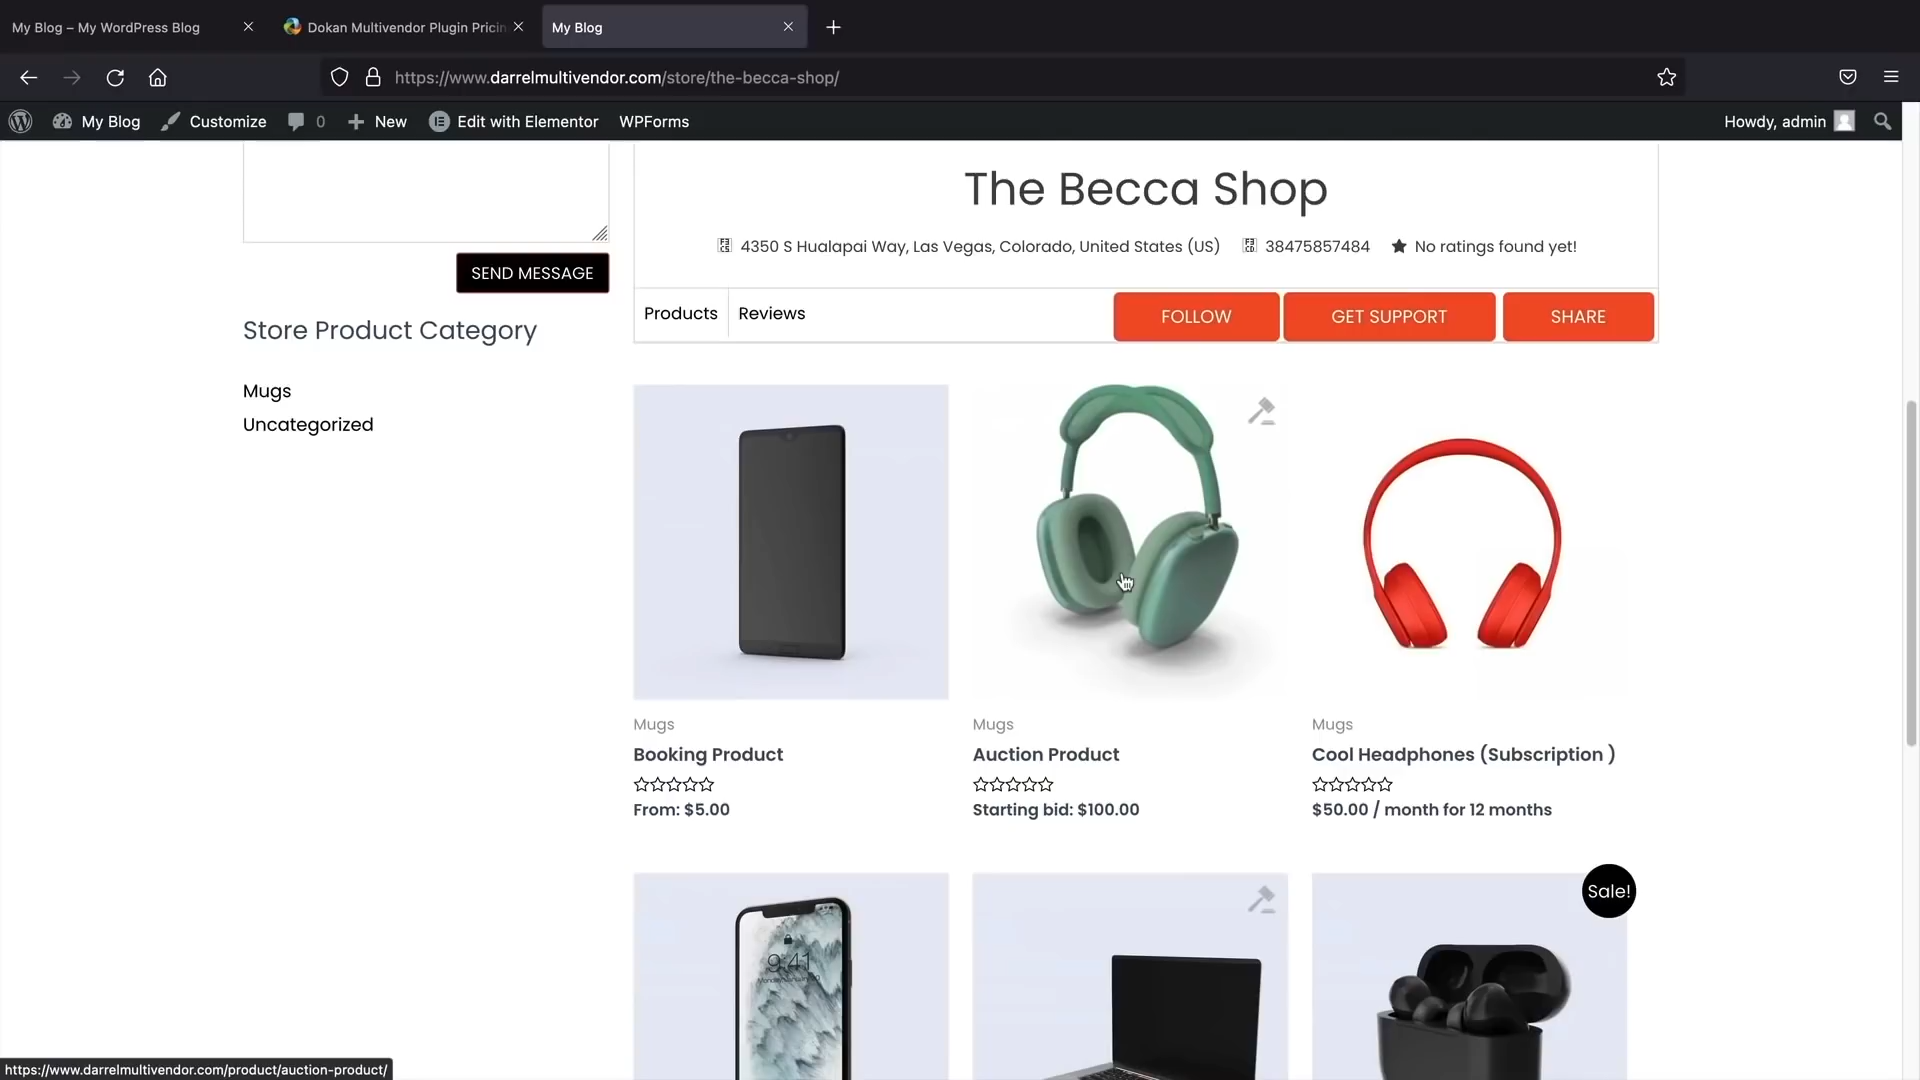 My Blog – My WordPress Blog
Dokan Multivendor Plugin Pricin
My Blog
https://www.darrelmultivendor.com/store/the-becca-shop/
My Blog
Customize
0
New
Edit with Elementor
WPForms
Howdy, admin
The Becca Shop
4350 S Hualapai Way, Las Vegas, Colorado, United States (US)
38475857484
No ratings found yet!
SEND MESSAGE
Products
Reviews
FOLLOW
GET SUPPORT
SHARE
Store Product Category
Mugs
Uncategorized
Mugs
Booking Product
From: $5.00
Mugs
Auction Product
Starting bid: $100.00
Mugs
Cool Headphones (Subscription )
$50.00 / month for 12 months
Sale!
9:41
https://www.darrelmultivendor.com/product/auction-product/